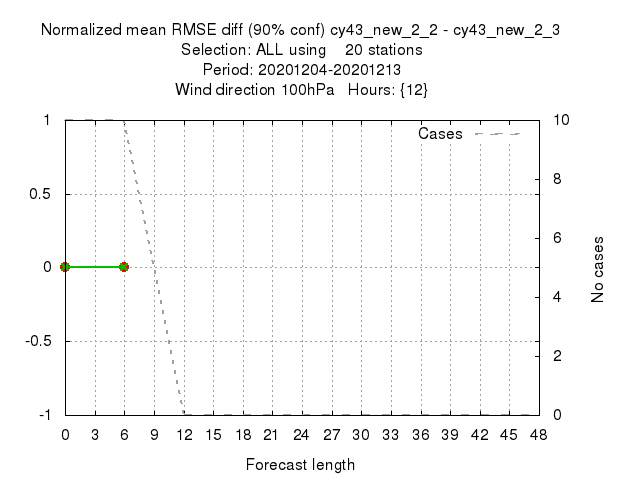 Normalized mean RMSE diff (90% conf) cy43_new_2_2 - cy43_new_2_3
Selection: ALL using 20 stations
Period: 20201204-20201213
Wind direction 100hPa Hours: {12}
Cases
1
0.5
0
-0.5
-1
10
8
6
4
2
0
No cases
0 3 6 9 12 15 18 21 24 27 30 33 36 39 42 45 48
Forecast length